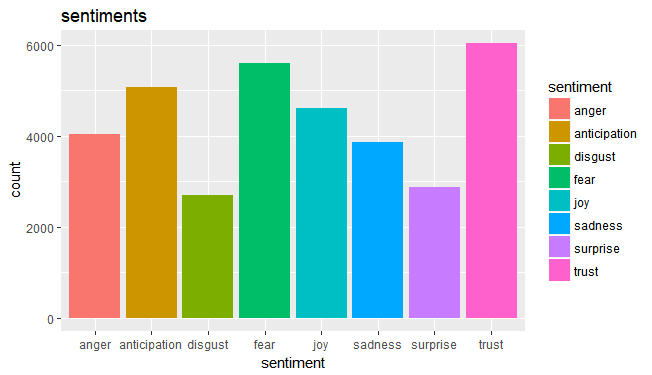 sentiments
6000
4000
2000
0
count
anger anticipation disgust fear joy sadness surprise trust
sentiment
sentiment
anger
anticipation
disgust
fear
joy
sadness
surprise
trust